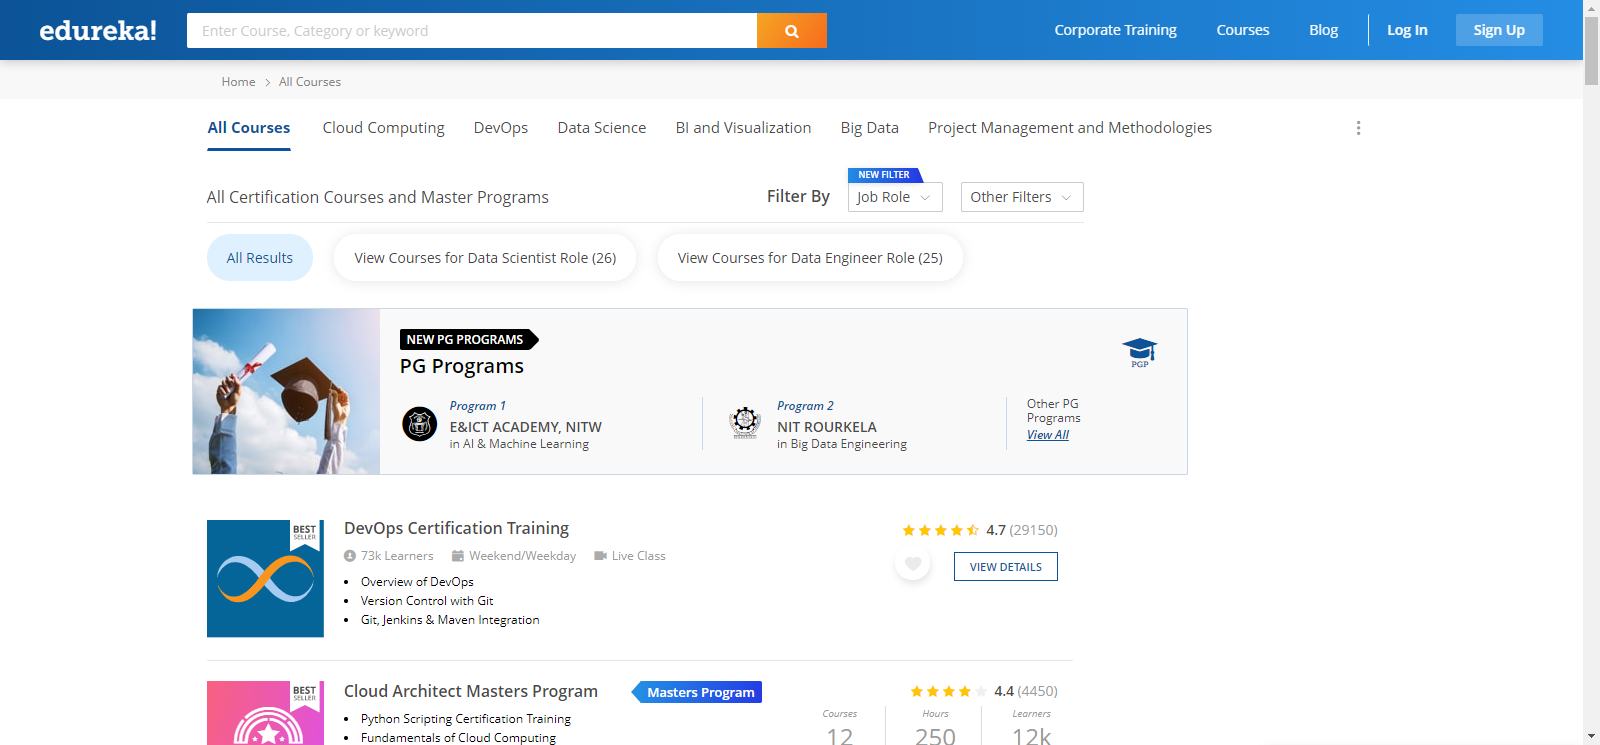 edureka!
Enter Course, Category or keyword
Corporate Training
Courses
Blog
Log In
Sign Up
Home > All Courses
All Courses
Cloud Computing
DevOps
Data Science
BI and Visualization
Big Data
Project Management and Methodologies
All Certification Courses and Master Programs
Filter By
NEW FILTER
Job Role
Other Filters
All Results
View Courses for Data Scientist Role (26)
View Courses for Data Engineer Role (25)
NEW PG PROGRAMS
PG Programs
PGP
Program 1
E&ICT ACADEMY, NITW
in AI & Machine Learning
Program 2
NIT ROURKELA
in Big Data Engineering
Other PG
Programs
View All
BEST
SELLER
DevOps Certification Training
73k Learners
Weekend/Weekday
Live Class
• Overview of DevOps
• Version Control with Git
• Git, Jenkins & Maven Integration
4.7 (29150)
VIEW DETAILS
BEST
SELLER
Cloud Architect Masters Program
Masters Program
• Python Scripting Certification Training
• Fundamentals of Cloud Computing
4.4 (4450)
Courses
12
Hours
250
Learners
12k